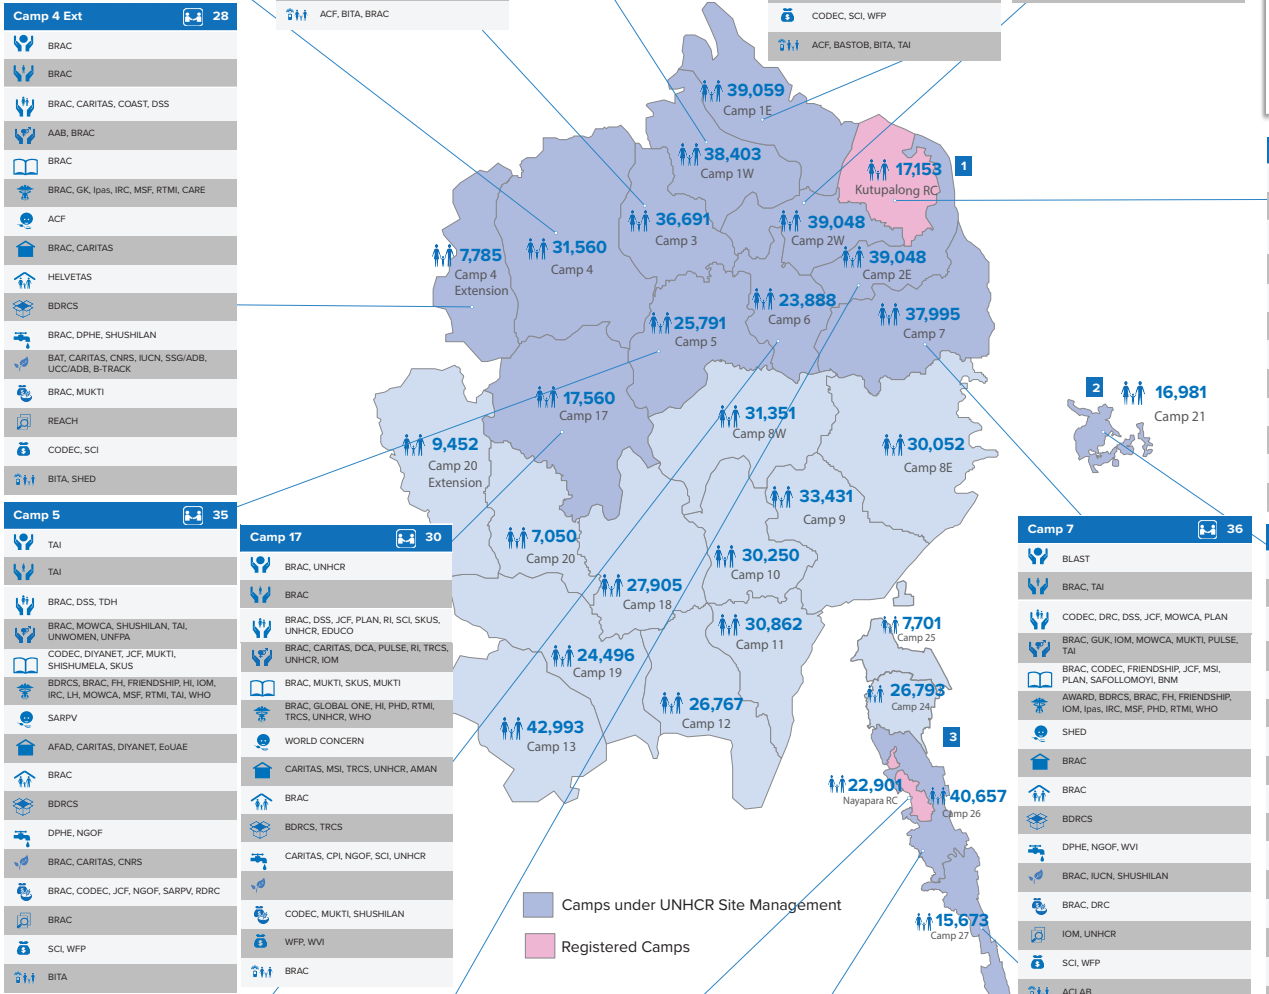 Camp 4 Ext 28
BRAC
BRAC
BRAC, CARITAS, COAST, DSS
AAB, BRAC
BRAC
BRAC, GK, Ipas, IRC, MSF, RTMI, CARE
ACF
BRAC, CARITAS
HELVETAS
BDRCS
BRAC, DPHE, SHUSHILAN
BAT, CARITAS, CNRS, IUCN, SSG/ADB,
UCC/ADB, B-TRACK
BRAC, MUKTI
REACH
CODEC, SCI
BITA, SHED
Camp 5 35
TAI
TAI
BRAC, DSS, TDH
BRAC, MOWCA, SHUSHILAN, TAI,
UNWOMEN, UNFPA
CODEC, DIYANET, JCF, MUKTI,
SHISHUMELA, SKUS
BDRCS, BRAC, FH, FRIENDSHIP, HI, IOM,
IRC, LH, MOWCA, MSF, RTMI, TAI, WHO
SARPV
AFAD, CARITAS, DIYANET, EoUAE
BRAC
BDRCS
DPHE, NGOF
BRAC, CARITAS, CNRS
BRAC, CODEC, JCF, NGOF, SARPV, RDRC
BRAC
SCI, WFP
BITA
Camp 17 30
BRAC, UNHCR
BRAC
BRAC, DSS, JCF, PLAN, RI, SCI, SKUS,
UNHCR, EDUCO
BRAC, CARITAS, DCA, PULSE, RI, TRCS,
UNHCR, IOM
BRAC, MUKTI, SKUS, MUKTI
BRAC, GLOBAL ONE, HI, PHD, RTMI,
TRCS, UNHCR, WHO
WORLD CONCERN
CARITAS, MSI, TRCS, UNHCR, AMAN
BRAC
BDRCS, TRCS
CARITAS, CPI, NGOF, SCI, UNHCR
CODEC, MUKTI, SHUSHILAN
WFP, WVI
BRAC
ACF, BITA, BRAC
CODEC, SCI, WFP
ACF, BASTOB, BITA, TAI
39,059
Camp 1E
38,403
Camp 1W
17,153
Kutupalong RC
1
36,691
Camp 3
39,048
Camp 2W
31,560
Camp 4
7,785
Camp 4
Extension
39,048
Camp 2E
23,888
Camp 6
37,995
Camp 7
25,791
Camp 5
17,560
Camp 17
31,351
Camp 8W
2
16,981
Camp 21
9,452
Camp 20
Extension
30,052
Camp 8E
33,431
Camp 9
7,050
Camp 20
30,250
Camp 10
27,905
Camp 18
30,862
Camp 11
7,701
Camp 25
24,496
Camp 19
26,793
Camp 24
26,767
Camp 12
42,993
Camp 13
3
22,901
Nayapara RC
40,657
Camp 26
15,673
Camp 27
Camps under UNHCR Site Management
Registered Camps
Camp 7 36
BLAST
BRAC, TAI
CODEC, DRC, DSS, JCF, MOWCA, PLAN
BRAC, GUK, IOM, MOWCA, MUKTI, PULSE,
TAI
BRAC, CODEC, FRIENDSHIP, JCF, MSI,
PLAN, SAFOLLOMOYI, BNM
AWARD, BDRCS, BRAC, FH, FRIENDSHIP,
IOM, Ipas, IRC, MSF, PHD, RTMI, WHO
SHED
BRAC
BRAC
BDRCS
DPHE, NGOF, WVI
BRAC, IUCN, SHUSHILAN
BRAC, DRC
IOM, UNHCR
SCI, WFP
ACLAB